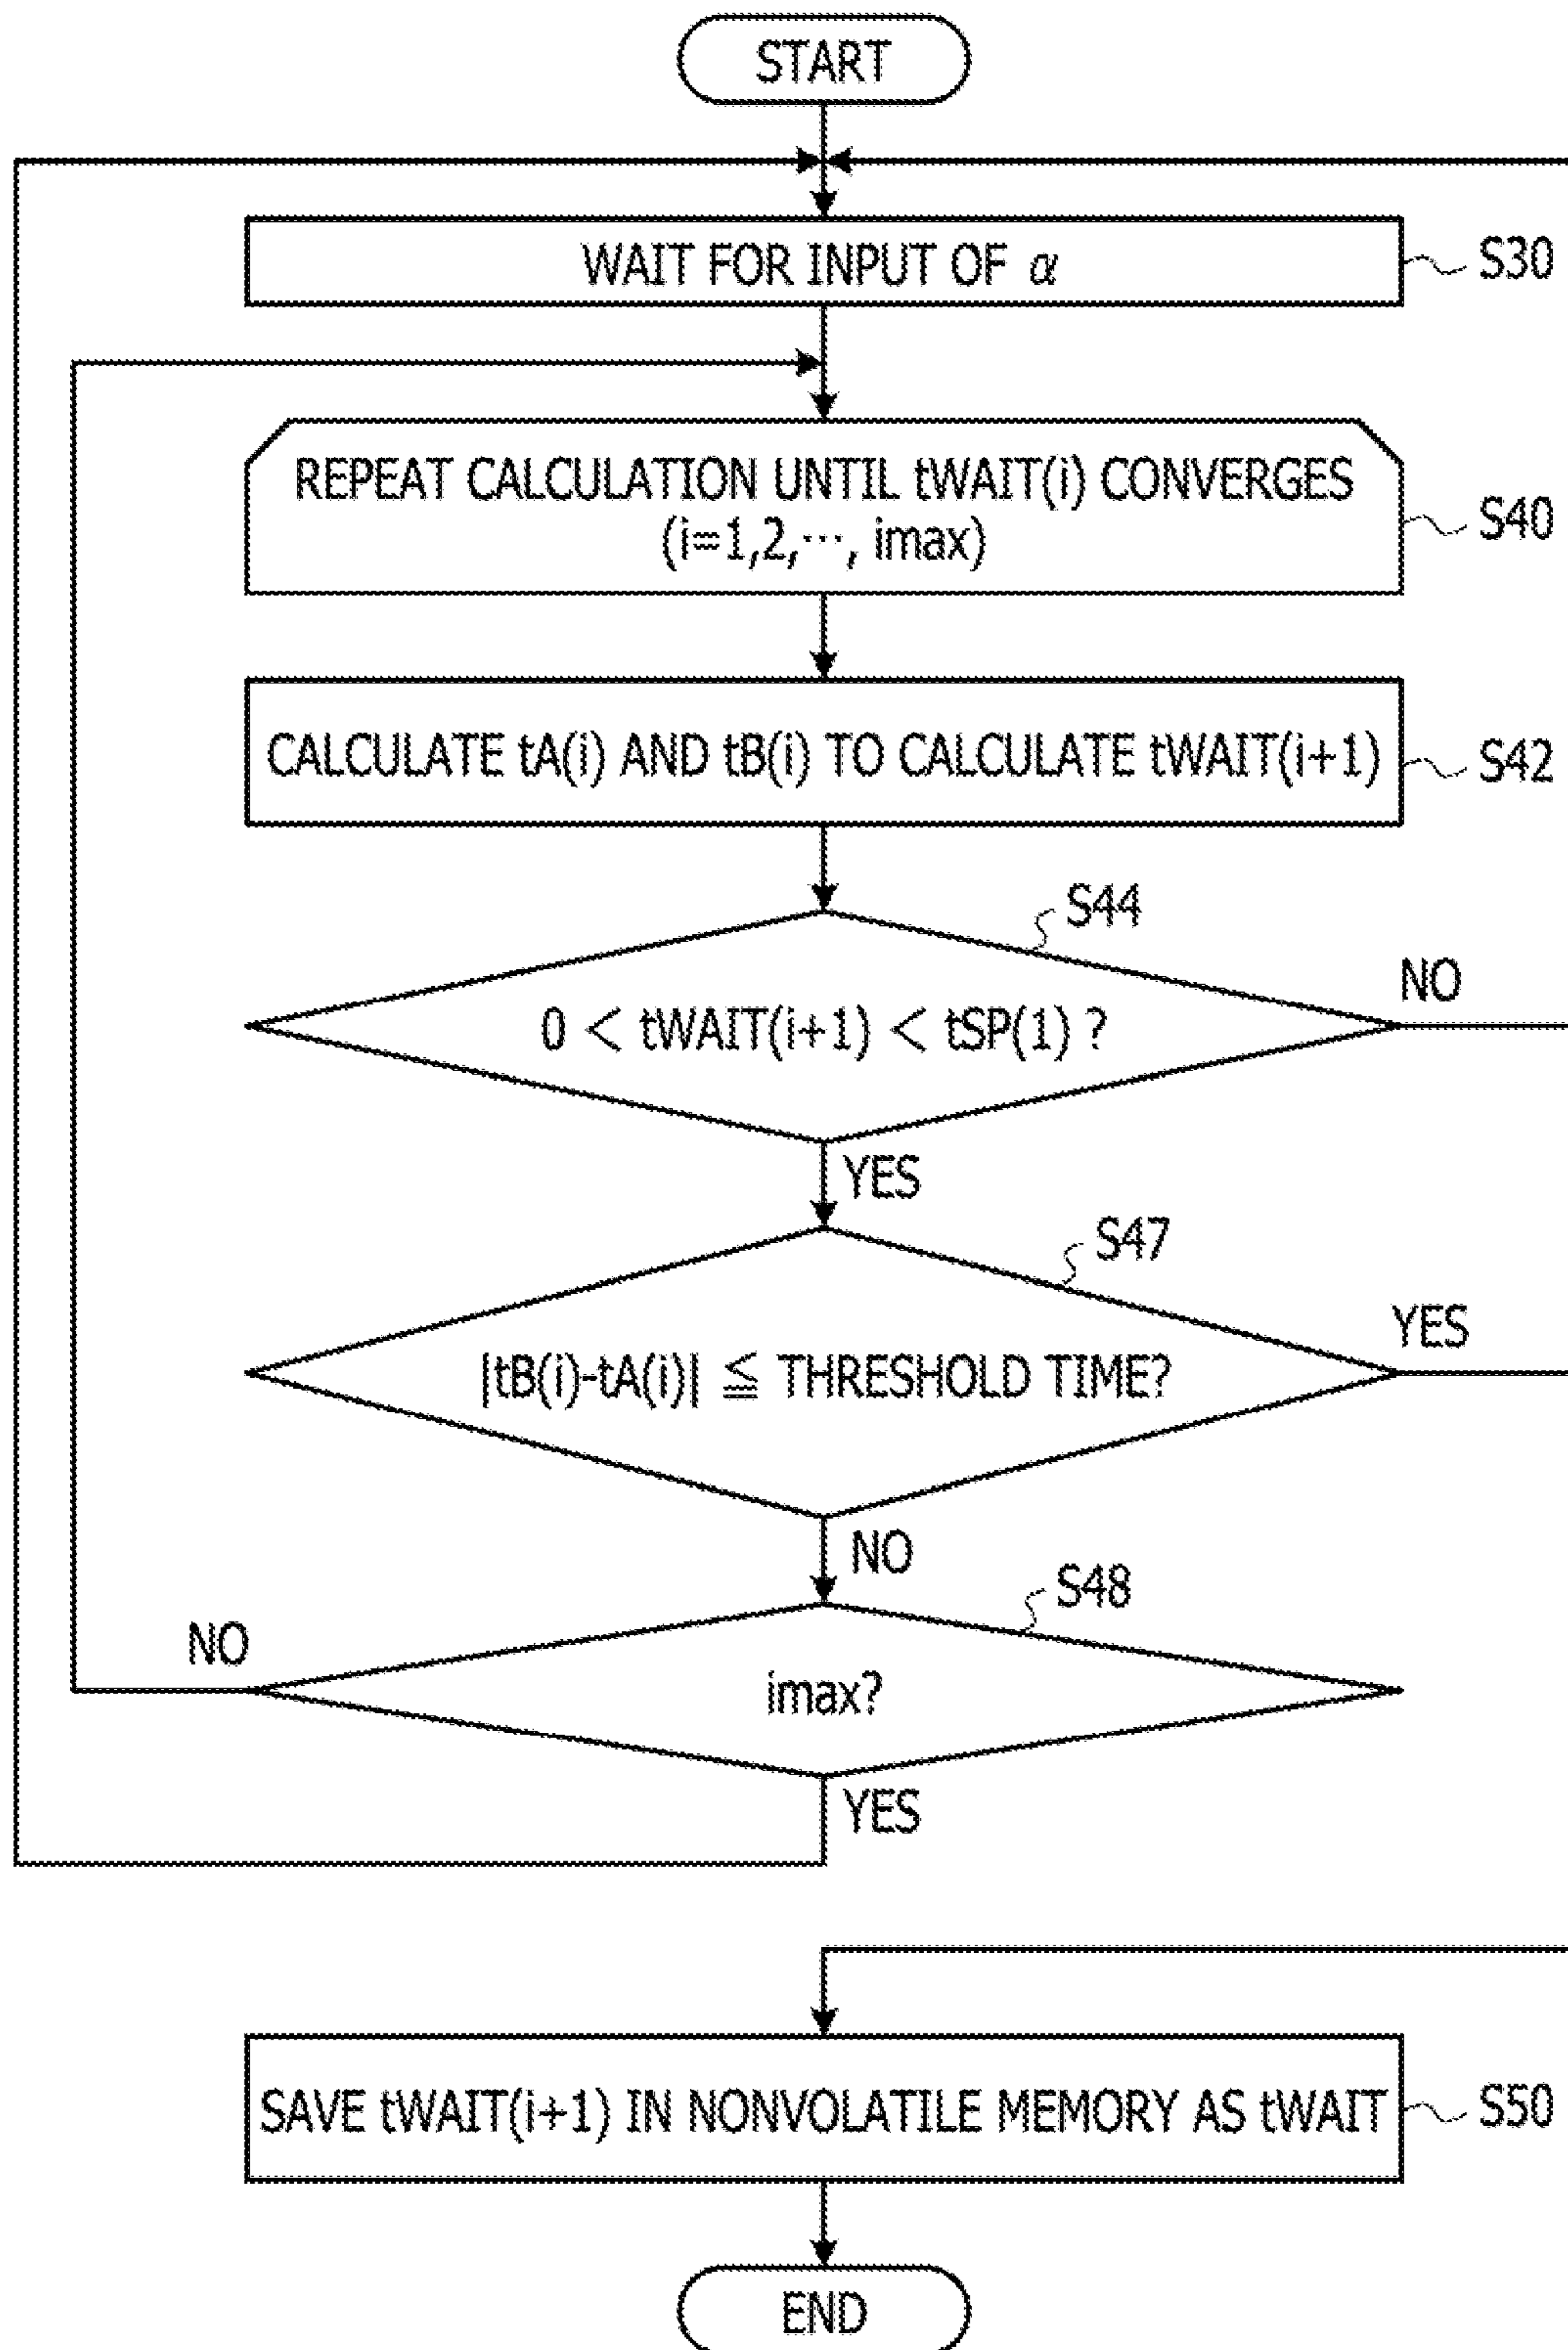 START
WAIT FOR INPUT OF α
S30
REPEAT CALCULATION UNTIL tWAIT(i) CONVERGES
(i=1,2,⋯, imax)
S40
CALCULATE tA(i) AND tB(i) TO CALCULATE tWAIT(i+1)
S42
S44
NO
0 < tWAIT(i+1) < tSP(1) ?
YES
S47
YES
|tB(i)-tA(i)| ≦ THRESHOLD TIME?
NO
S48
NO
imax?
YES
SAVE tWAIT(i+1) IN NONVOLATILE MEMORY AS tWAIT
S50
END